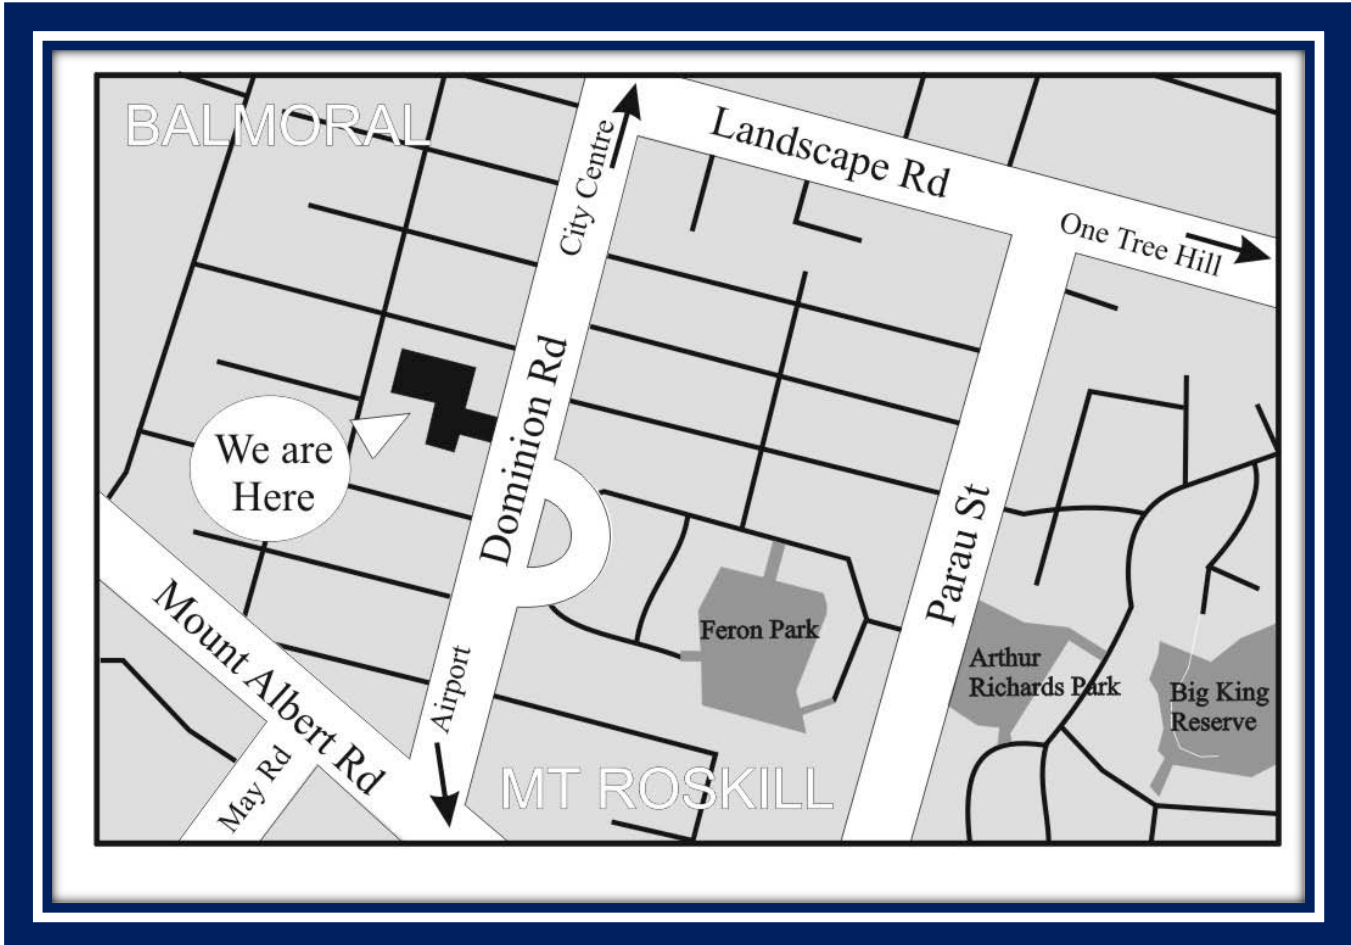 BALMORAL
Landscape Rd
City Centre
One Tree Hill
Dominion Rd
We are
Here
Parau St
Mount Albert Rd
Feron Park
Airport
Arthur
Richards Park
Big King
Reserve
May Rd
MT ROSKILL